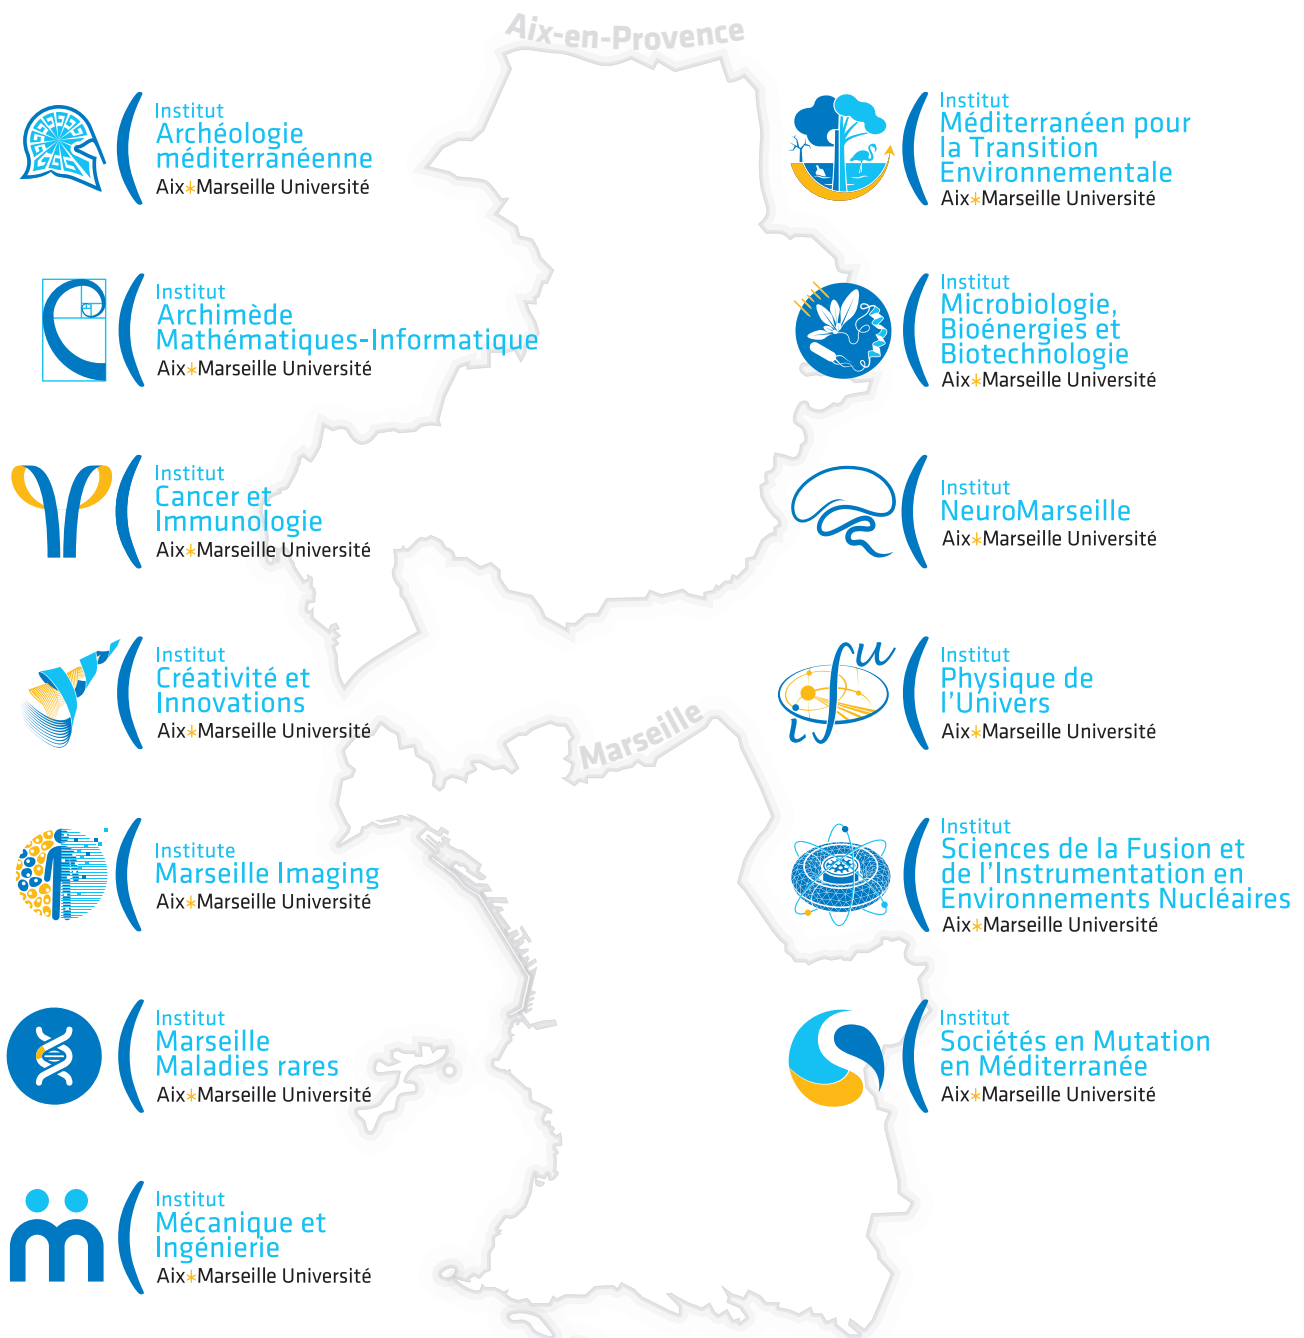 Aix-en-Provence
Institut
Archéologie
méditerranéenne
Aix*Marseille Université
Institut
Archimède
Mathématiques-Informatique
Aix*Marseille Université
Institut
Cancer et
Immunologie
Aix*Marseille Université
Institut
Créativité et
Innovations
Aix*Marseille Université
Institute
Marseille Imaging
Aix*Marseille Université
Institut
Marseille
Maladies rares
Aix*Marseille Université
Institut
Mécanique et
Ingénierie
Aix*Marseille Université
Marseille
Institut
Méditerranéen pour
la Transition
Environnementale
Aix*Marseille Université
Institut
Microbiologie,
Bioénergies et
Biotechnologie
Aix*Marseille Université
Institut
NeuroMarseille
Aix*Marseille Université
ifu
Institut
Physique de
l'Univers
Aix*Marseille Université
Institut
Sciences de la Fusion et
de l'Instrumentation en
Environnements Nucléaires
Aix*Marseille Université
Institut
Sociétés en Mutation
en Méditerranée
Aix*Marseille Université